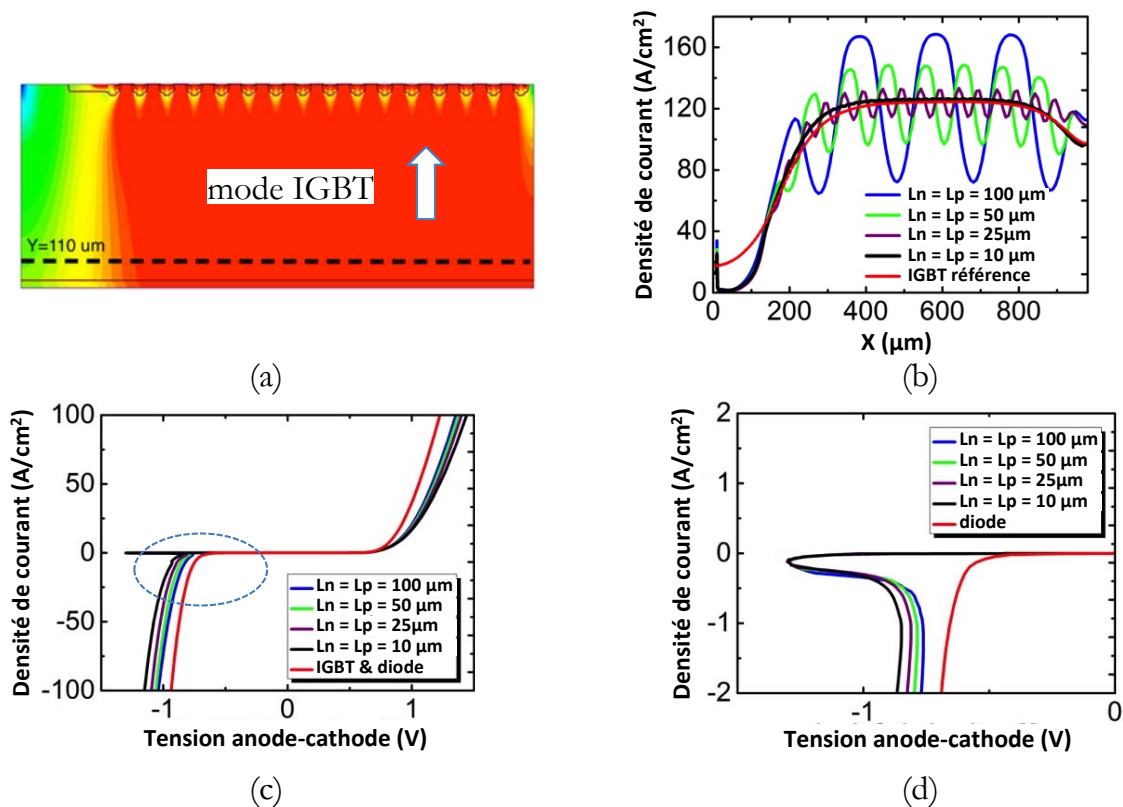 mode IGBT
Y=110 um
(a)
Densité de courant (A/cm²)
160
120
80
40
0
Ln = Lp = 100 µm
Ln = Lp = 50 µm
Ln = Lp = 25µm
Ln = Lp = 10 µm
IGBT référence
0 200 400 600 800
X (µm)
(b)
Densité de courant (A/cm²)
100
50
0
-50
-100
Ln = Lp = 100 µm
Ln = Lp = 50 µm
Ln = Lp = 25µm
Ln = Lp = 10 µm
IGBT & diode
-1 0 1
Tension anode-cathode (V)
(c)
Densité de courant (A/cm²)
2
1
0
-1
-2
Ln = Lp = 100 µm
Ln = Lp = 50 µm
Ln = Lp = 25µm
Ln = Lp = 10 µm
diode
-1 0
Tension anode-cathode (V)
(d)